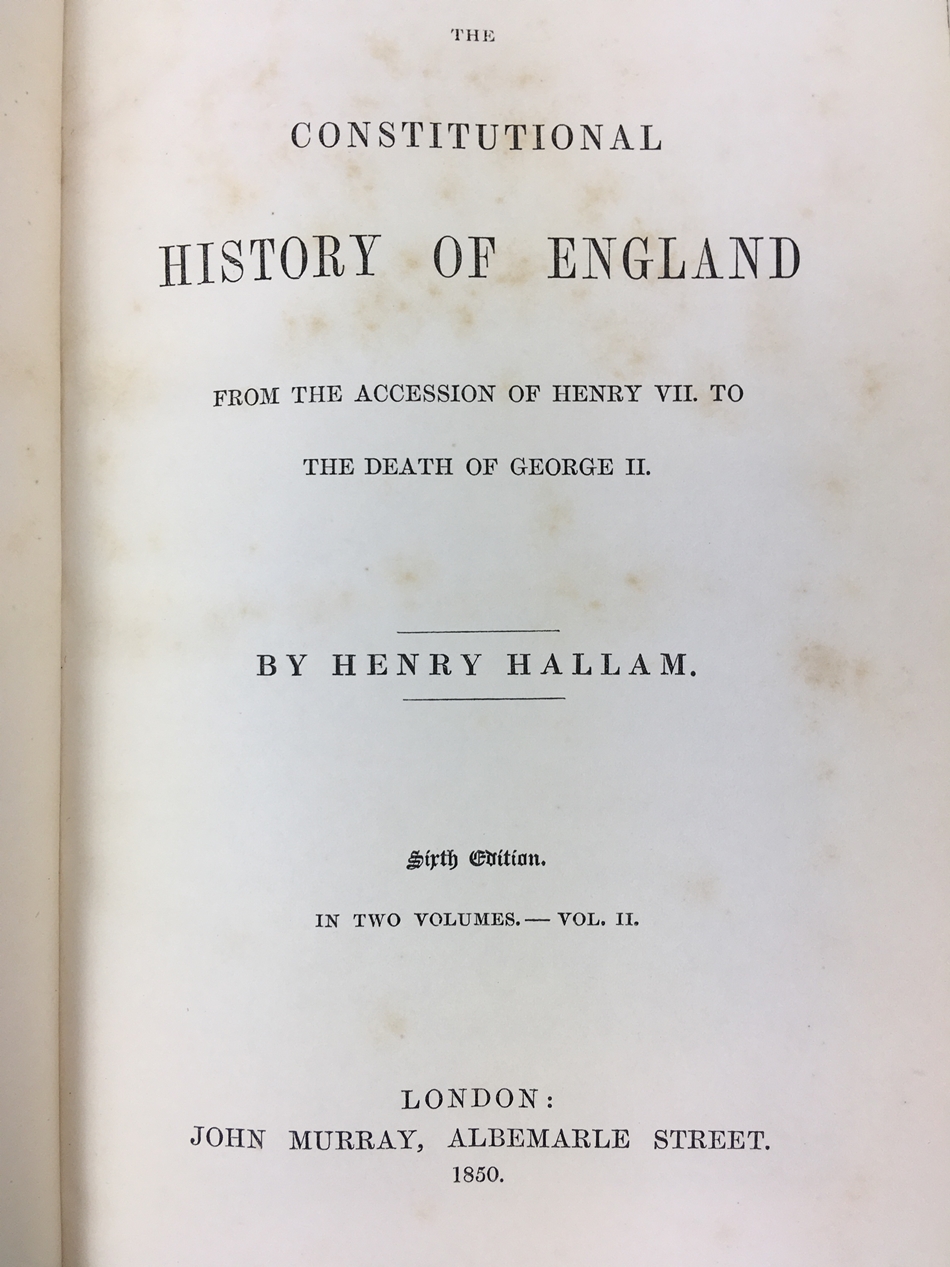 THE
CONSTITUTIONAL
HISTORY OF ENGLAND
FROM THE ACCESSION OF HENRY VII. TO
THE DEATH OF GEORGE II.
BY HENRY HALLAM.
Sixth Edition.
IN TWO VOLUMES.— VOL. II.
LONDON:
JOHN MURRAY, ALBEMARLE STREET.
1850.